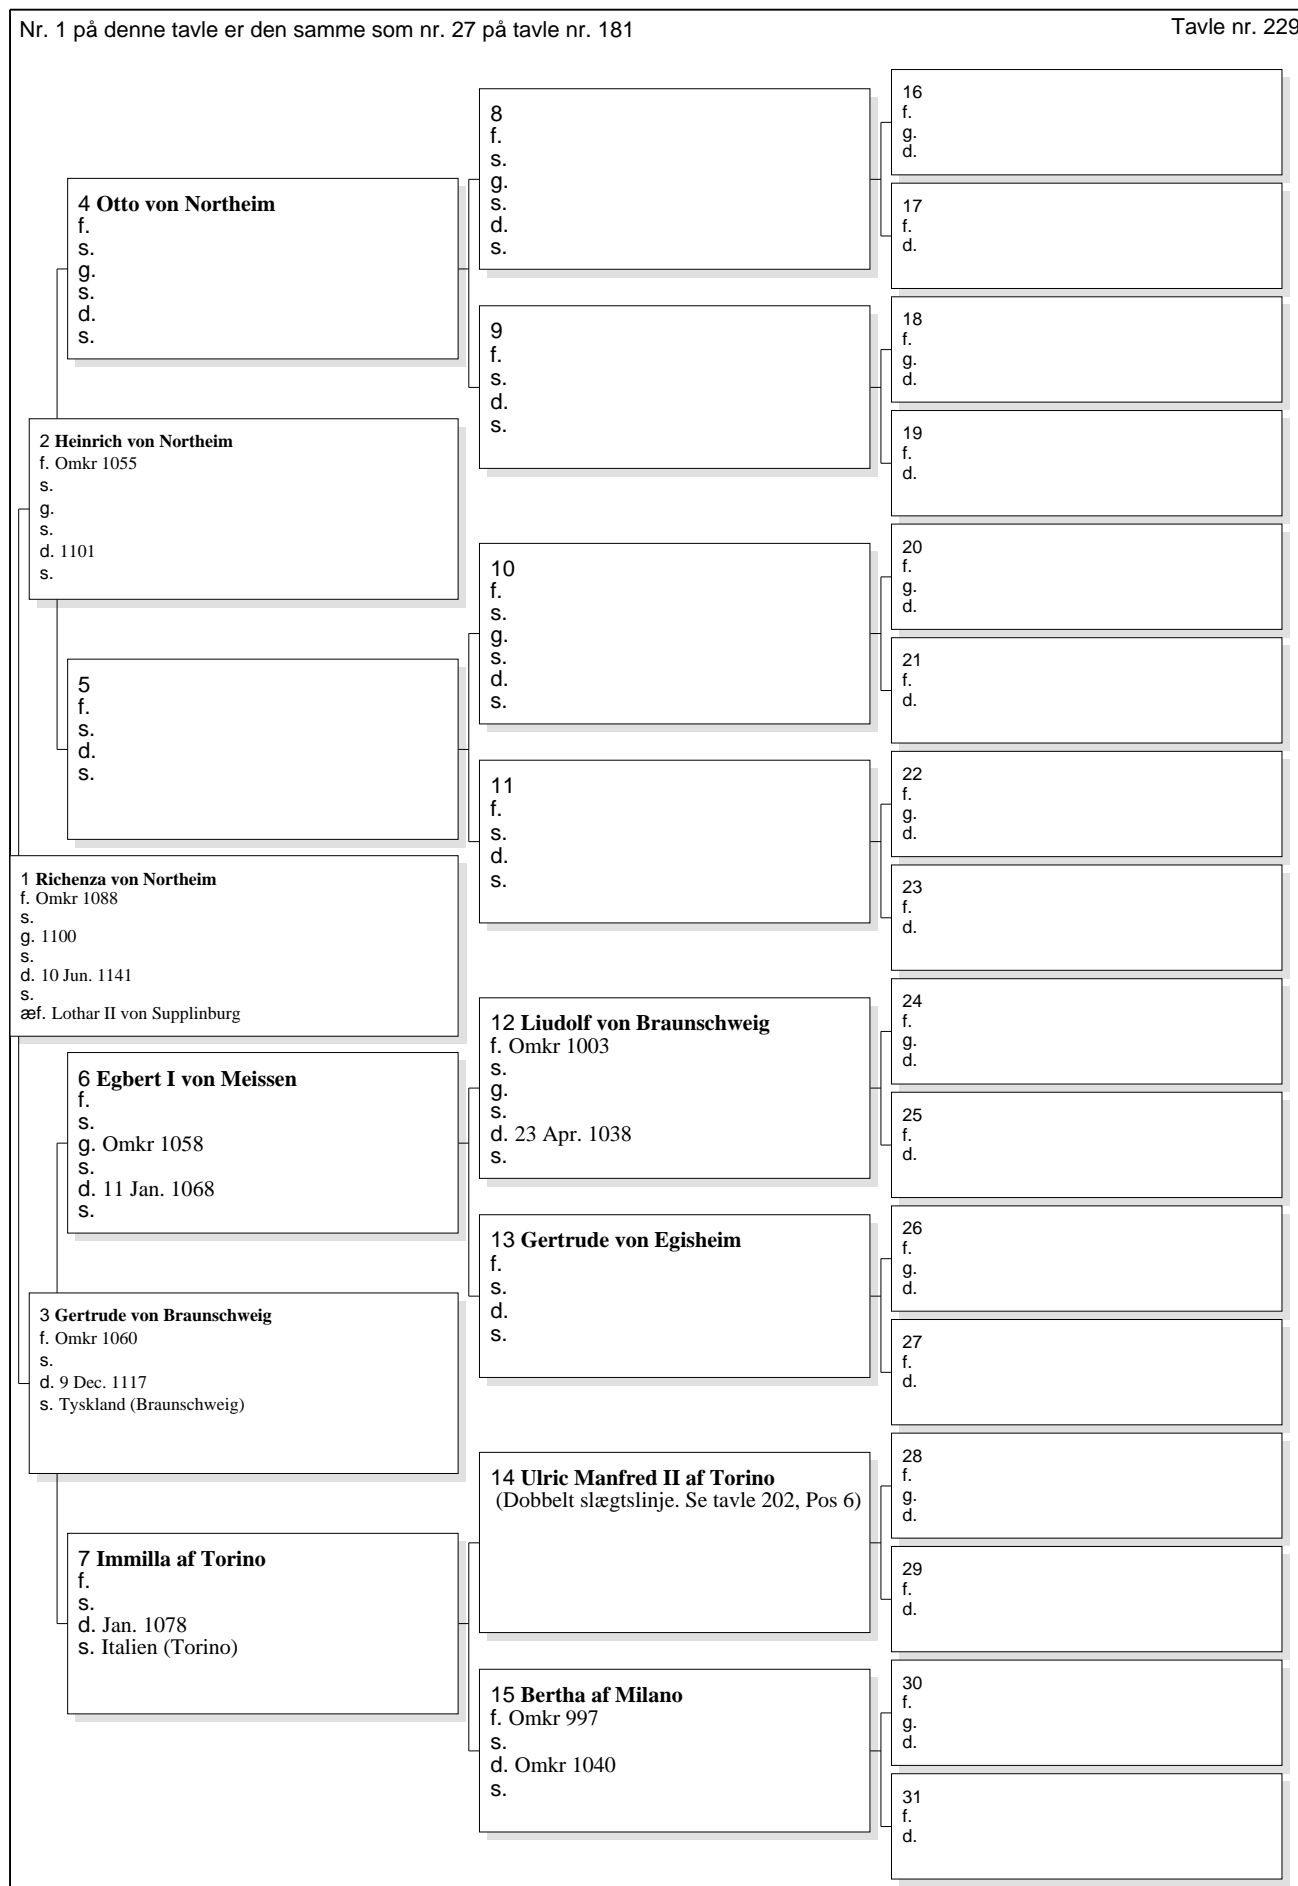 Nr. 1 på denne tavle er den samme som nr. 27 på tavle nr. 181
Tavle nr. 229
1 Richenza von Northeim
f. Omkr 1088
s.
g. 1100
s.
d. 10 Jun. 1141
s.
æf. Lothar II von Supplinburg
2 Heinrich von Northeim
f. Omkr 1055
s.
g.
s.
d. 1101
s.
3 Gertrude von Braunschweig
f. Omkr 1060
s.
d. 9 Dec. 1117
s. Tyskland (Braunschweig)
4 Otto von Northeim
f.
s.
g.
s.
d.
s.
5
f.
s.
d.
s.
6 Egbert I von Meissen
f.
s.
g. Omkr 1058
s.
d. 11 Jan. 1068
s.
7 Immilla af Torino
f.
s.
d. Jan. 1078
s. Italien (Torino)
8
f.
s.
g.
s.
d.
s.
9
f.
s.
d.
s.
10
f.
s.
g.
s.
d.
s.
11
f.
s.
d.
s.
12 Liudolf von Braunschweig
f. Omkr 1003
s.
g.
s.
d. 23 Apr. 1038
s.
13 Gertrude von Egisheim
f.
s.
d.
s.
14 Ulric Manfred II af Torino
(Dobbelt slægtslinje. Se tavle 202, Pos 6)
15 Bertha af Milano
f. Omkr 997
s.
d. Omkr 1040
s.
16
f.
g.
d.
17
f.
d.
18
f.
g.
d.
19
f.
d.
20
f.
g.
d.
21
f.
d.
22
f.
g.
d.
23
f.
d.
24
f.
g.
d.
25
f.
d.
26
f.
g.
d.
27
f.
d.
28
f.
g.
d.
29
f.
d.
30
f.
g.
d.
31
f.
d.